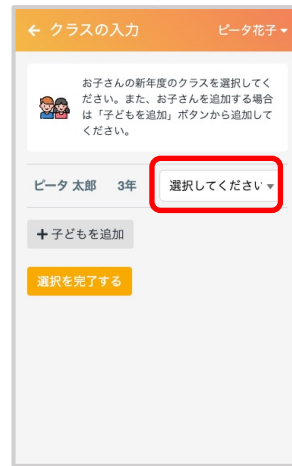 ← クラスの入力 ピータ花子▼
お子さんの新年度のクラスを選択してく
ださい。また、お子さんを追加する場合
は「子どもを追加」ボタンから追加して
ください。
ピータ 太郎 3年 選択してください ▼
+子どもを追加
選択を完了する